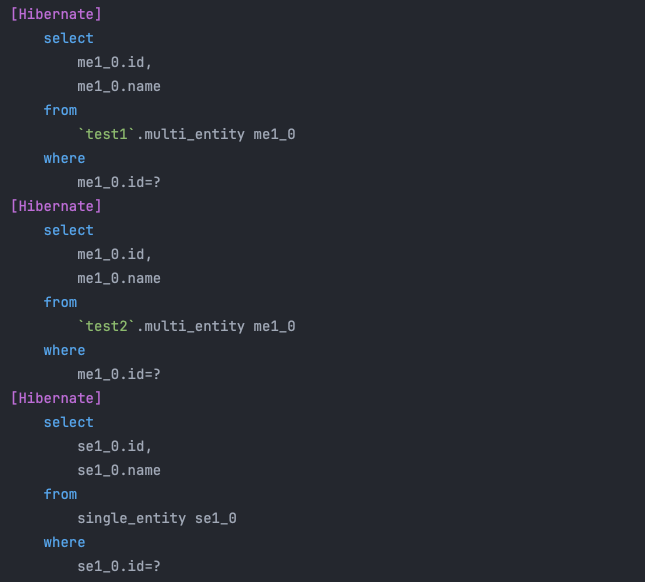 [Hibernate]
    select
        me1_0.id,
        me1_0.name
    from
        `test1`.multi_entity me1_0
    where
        me1_0.id=?
[Hibernate]
    select
        me1_0.id,
        me1_0.name
    from
        `test2`.multi_entity me1_0
    where
        me1_0.id=?
[Hibernate]
    select
        se1_0.id,
        se1_0.name
    from
        single_entity se1_0
    where
        se1_0.id=?